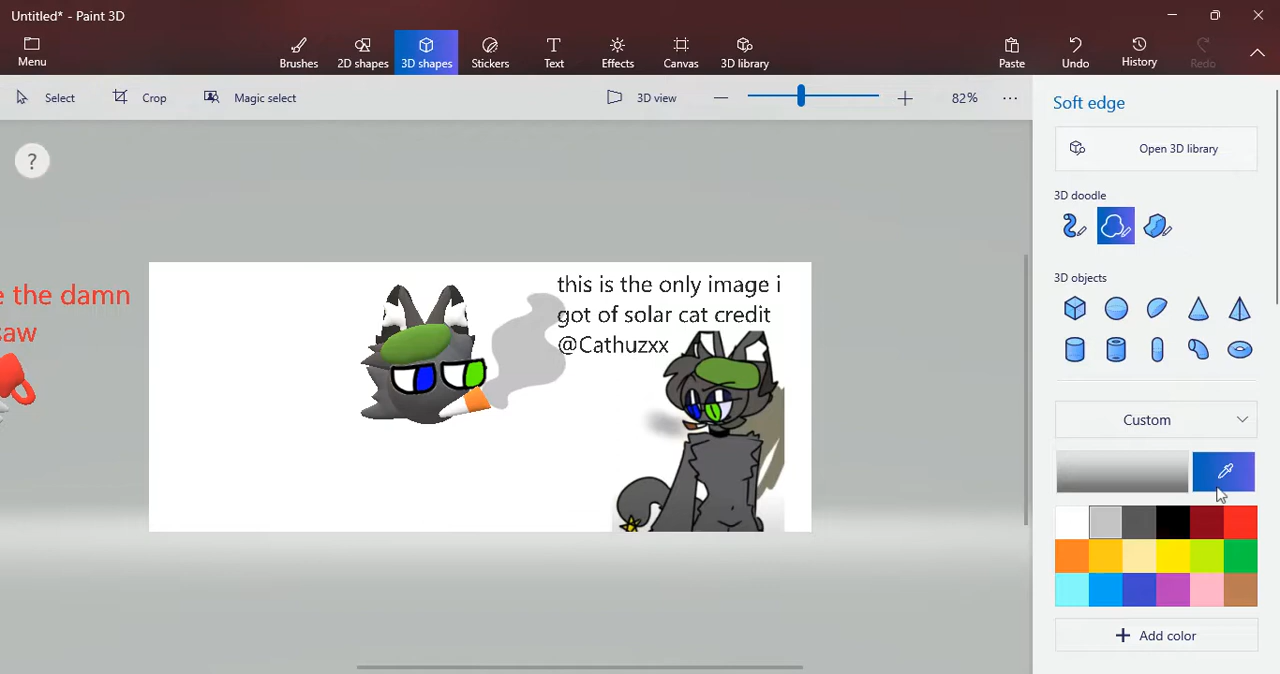 Untitled* - Paint 3D
Menu
Brushes
2D shapes
3D shapes
Stickers
Text
Effects
Canvas
3D library
Paste
Undo
History
Redo
Select
Crop
Magic select
3D view
82%
Soft edge
Open 3D library
3D doodle
3D objects
Custom
Add color
?
e the damn
saw
this is the only image i
got of solar cat credit
@Cathuzxx